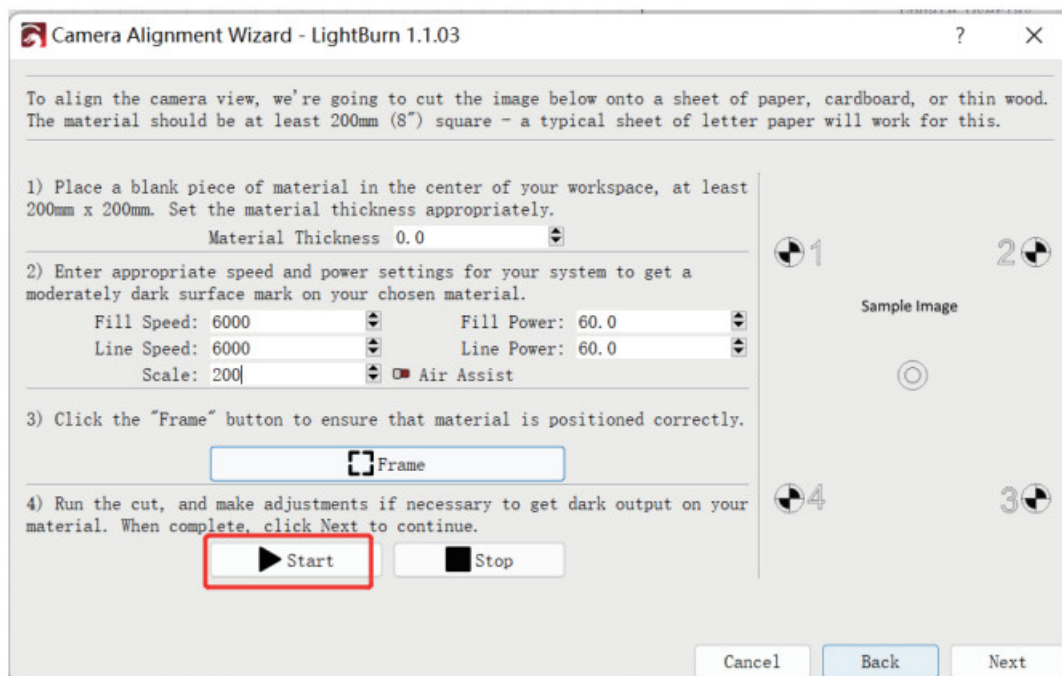 Camera Alignment Wizard - LightBurn 1.1.03
?
To align the camera view, we're going to cut the image below onto a sheet of paper, cardboard, or thin wood.
The material should be at least 200mm (8") square - a typical sheet of letter paper will work for this.
1) Place a blank piece of material in the center of your workspace, at least
200mm x 200mm. Set the material thickness appropriately.
Material Thickness 0.0
2) Enter appropriate speed and power settings for your system to get a
moderately dark surface mark on your chosen material.
Fill Speed: 6000 Fill Power: 60.0
Line Speed: 6000 Line Power: 60.0
Scale: 200 Air Assist
3) Click the "Frame" button to ensure that material is positioned correctly.
Frame
4) Run the cut, and make adjustments if necessary to get dark output on your
material. When complete, click Next to continue.
Start Stop
1 2
Sample Image
4 3
Cancel Back Next